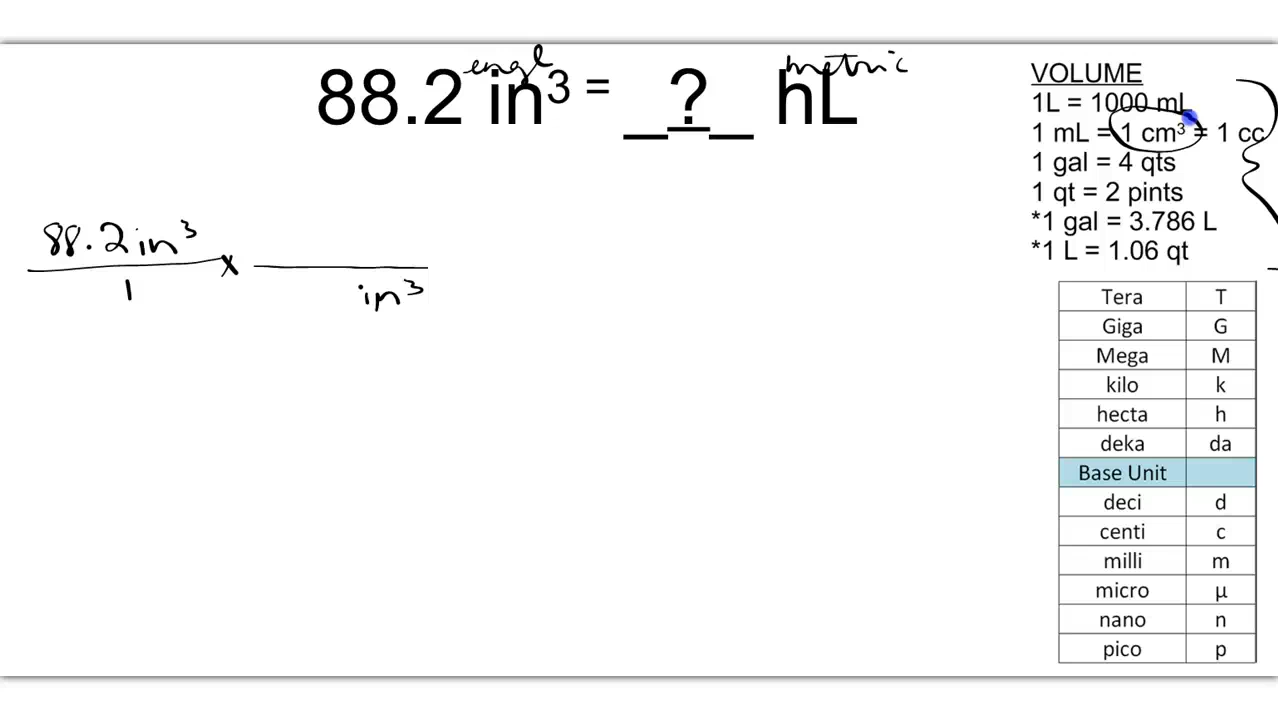 engl metric
88.2 in³ = _?_ hL
88.2 in³
1
x
in³
VOLUME
1L = 1000 mL
1 mL = 1 cm³ = 1 cc
1 gal = 4 qts
1 qt = 2 pints
*1 gal = 3.786 L
*1 L = 1.06 qt
Tera T
Giga G
Mega M
kilo k
hecta h
deka da
Base Unit
deci d
centi c
milli m
micro µ
nano n
pico p